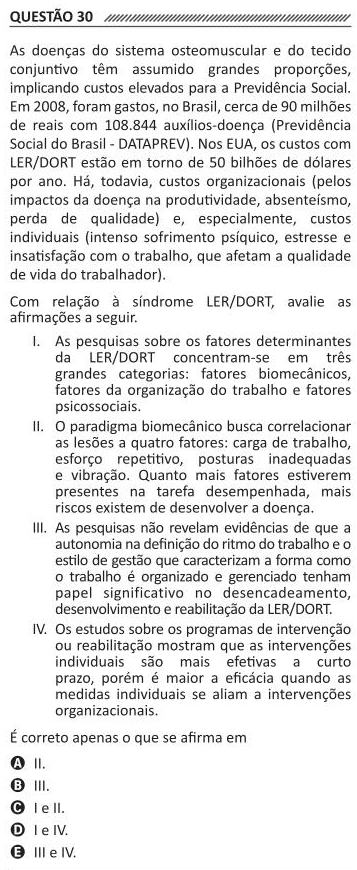 QUESTÃO 30
As doenças do sistema osteomuscular e do tecido
conjuntivo têm assumido grandes proporções,
implicando custos elevados para a Previdência Social.
Em 2008, foram gastos, no Brasil, cerca de 90 milhões
de reais com 108.844 auxílios-doença (Previdência
Social do Brasil - DATAPREV). Nos EUA, os custos com
LER/DORT estão em torno de 50 bilhões de dólares
por ano. Há, todavia, custos organizacionais (pelos
impactos da doença na produtividade, absenteísmo,
perda de qualidade) e, especialmente, custos
individuais (intenso sofrimento psíquico, estresse e
insatisfação com o trabalho, que afetam a qualidade
de vida do trabalhador).
Com relação à síndrome LER/DORT, avalie as
afirmações a seguir.
I. As pesquisas sobre os fatores determinantes
da LER/DORT concentram-se em três
grandes categorias: fatores biomecânicos,
fatores da organização do trabalho e fatores
psicossociais.
II. O paradigma biomecânico busca correlacionar
as lesões a quatro fatores: carga de trabalho,
esforço repetitivo, posturas inadequadas
e vibração. Quanto mais fatores estiverem
presentes na tarefa desempenhada, mais
riscos existem de desenvolver a doença.
III. As pesquisas não revelam evidências de que a
autonomia na definição do ritmo do trabalho e o
estilo de gestão que caracterizam a forma como
o trabalho é organizado e gerenciado tenham
papel significativo no desencadeamento,
desenvolvimento e reabilitação da LER/DORT.
IV. Os estudos sobre os programas de intervenção
ou reabilitação mostram que as intervenções
individuais são mais efetivas a curto
prazo, porém é maior a eficácia quando as
medidas individuais se aliam a intervenções
organizacionais.
É correto apenas o que se afirma em
A II.
B III.
C I e II.
D I e IV.
E III e IV.